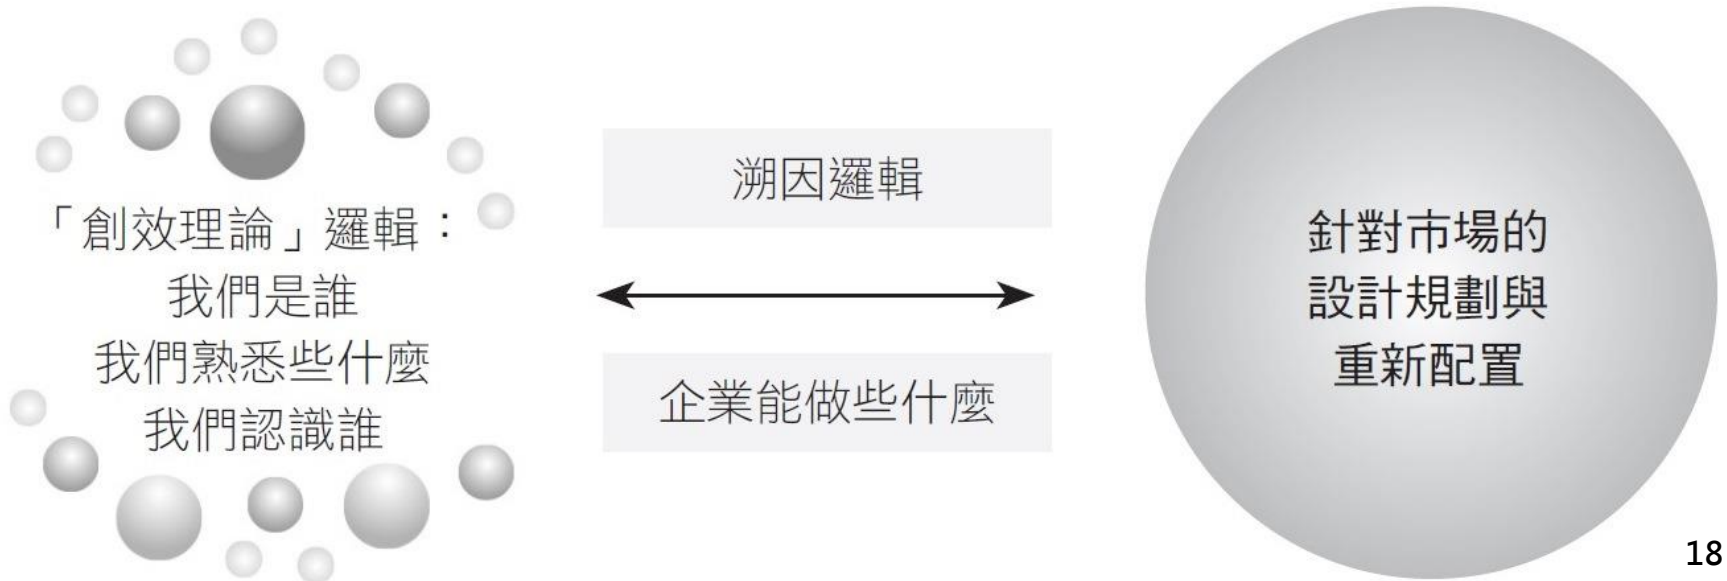 「創效理論」邏輯：
我們是誰
我們熟悉些什麼
我們認識誰
溯因邏輯
企業能做些什麼
針對市場的
設計規劃與
重新配置
18